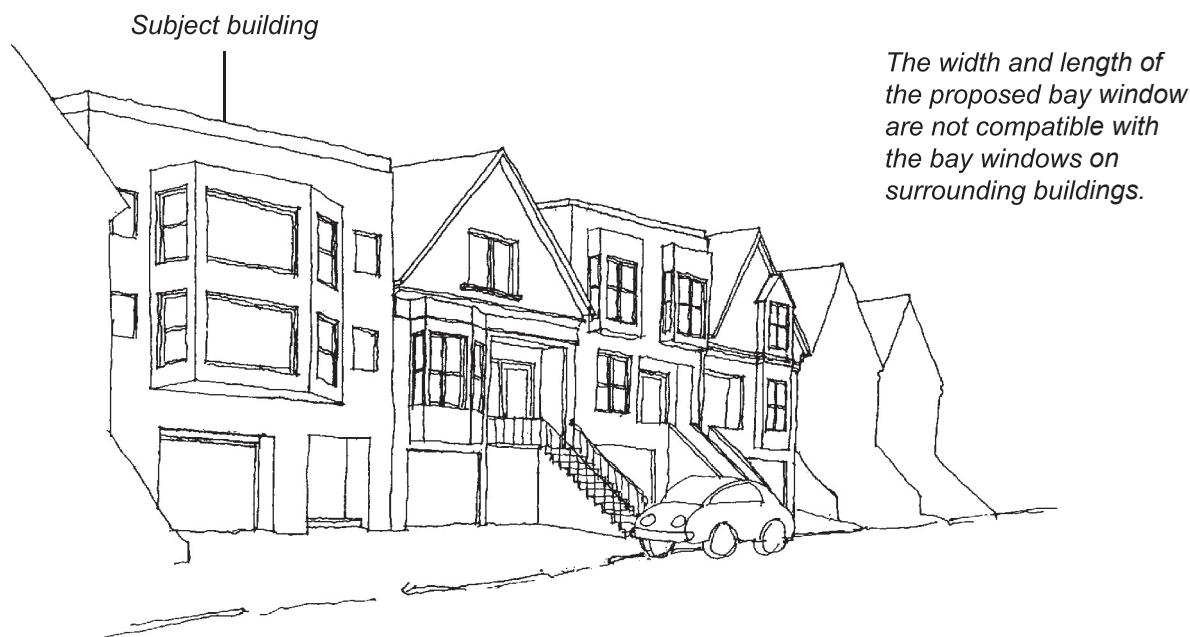 Subject building
The width and length of
the proposed bay window
are not compatible with
the bay windows on
surrounding buildings.